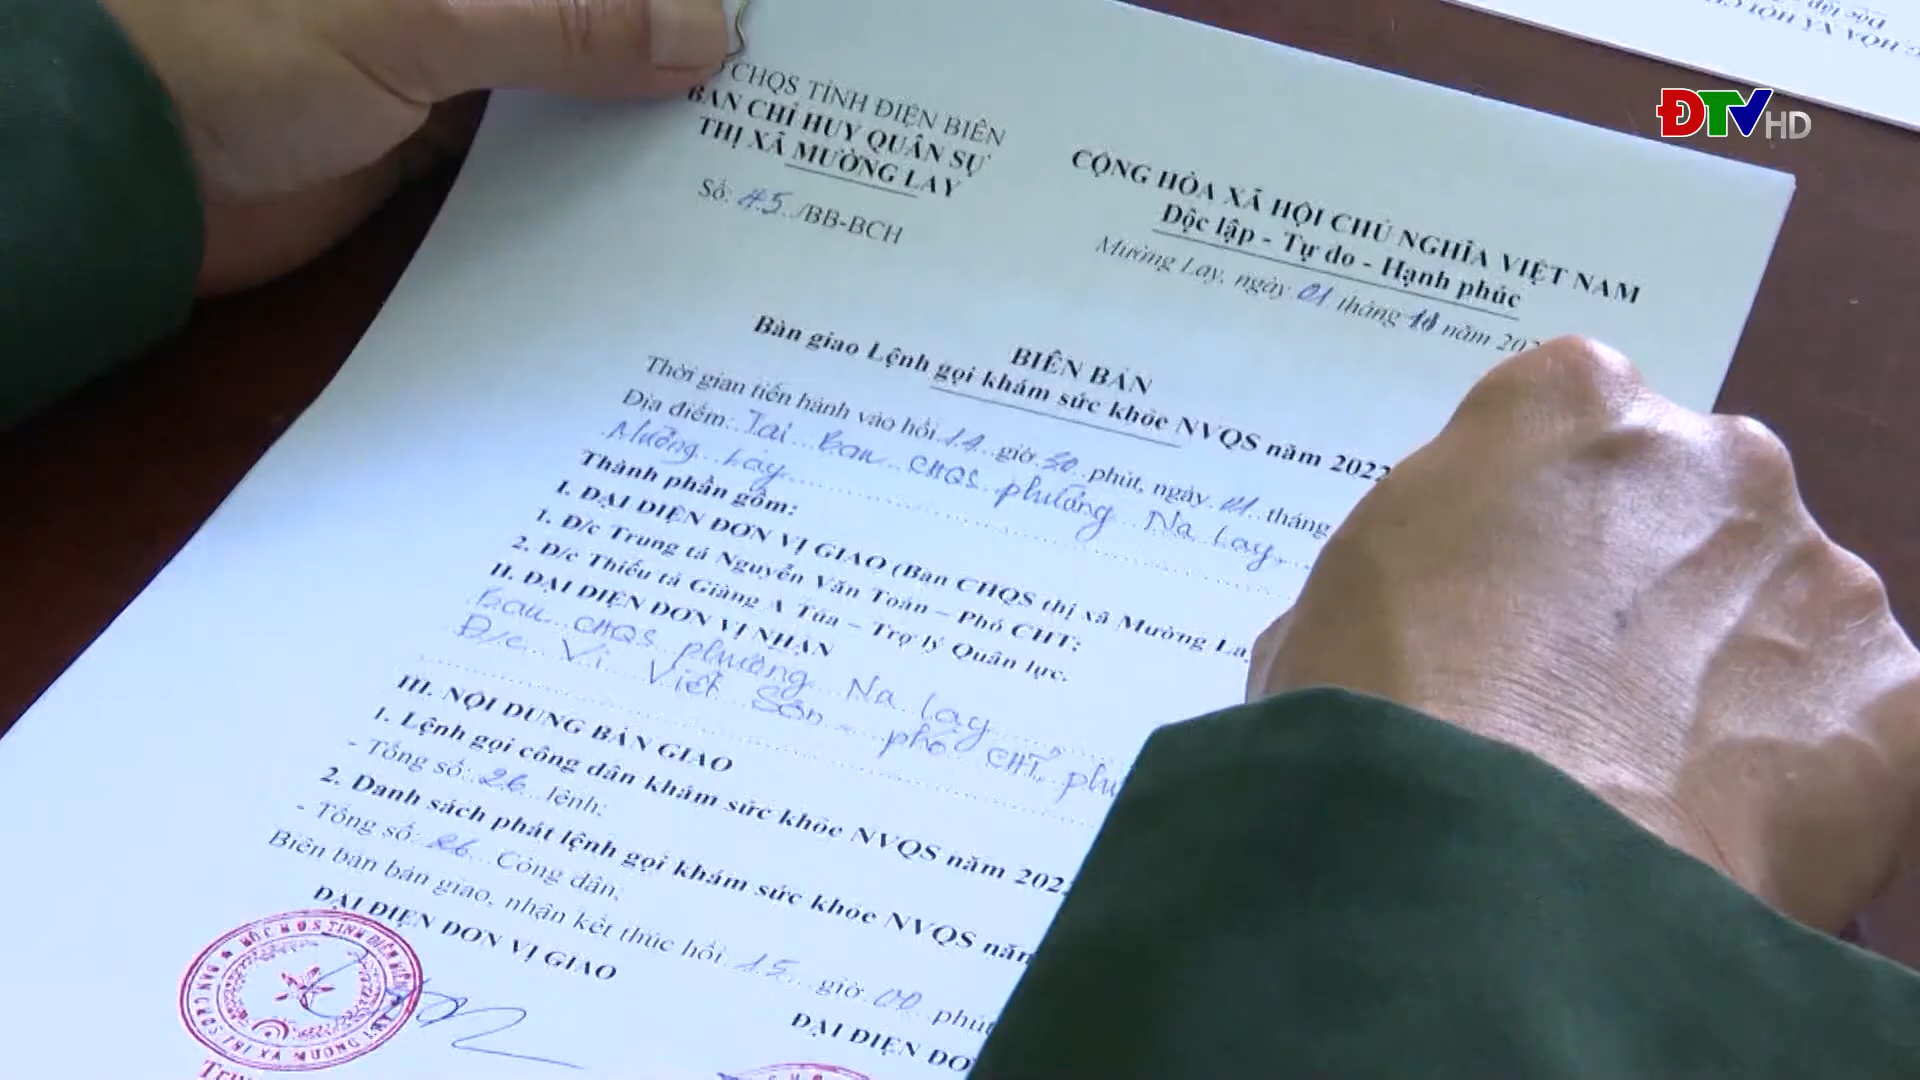 CHQS TỈNH ĐIỆN BIÊN
BAN CHỈ HUY QUÂN SỰ
THỊ XÃ MƯỜNG LAY
Số: 45/BB-BCH
CỘNG HÒA XÃ HỘI CHỦ NGHĨA VIỆT NAM
Độc lập - Tự do - Hạnh phúc
Mường Lay, ngày 01 tháng năm
ĐTV HD
BIÊN BẢN
Bàn giao Lệnh gọi khám sức khỏe NVQS năm 2022
Thời gian tiến hành vào hồi 14 giờ 30 phút, ngày 01 tháng
Địa điểm: Tại Ban CHQS phường Na Lay,
Mường Lay
Thành phần gồm:
I. ĐẠI DIỆN ĐƠN VỊ GIAO (Ban CHQS thị xã Mường Lay
1. Đ/c Trung tá Nguyễn Văn Toản – Phó CHT;
2. Đ/c Thiếu tá Giàng A Túa – Trợ lý Quân lực.
II. ĐẠI DIỆN ĐƠN VỊ NHẬN
Ban CHQS phường Na Lay
Đ/c Vi Viết Sơn - phó CHT
III. NỘI DUNG BÀN GIAO
1. Lệnh gọi công dân khám sức khỏe NVQS năm
- Tổng số: 26 lệnh;
2. Danh sách phát lệnh gọi khám sức khỏe NVQS năm
- Tổng số: 26 Công dân,
Biên bản bàn giao, nhận kết thúc hồi 15 giờ 00 phút
ĐẠI DIỆN ĐƠN VỊ GIAO
ĐẠI DIỆN